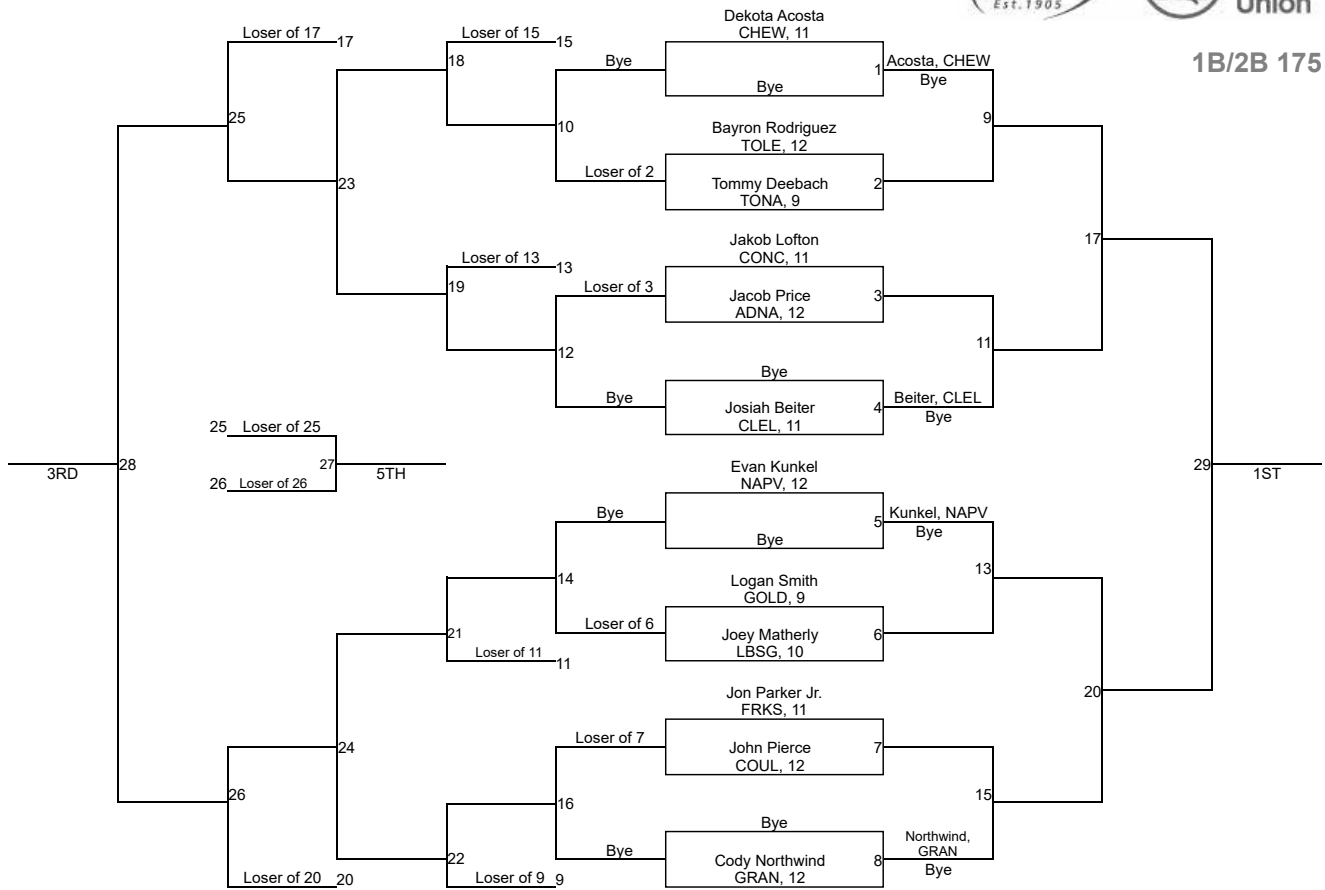 Est. 1905
Union
1B/2B 175
Dekota Acosta
CHEW, 11
Loser of 17
17
Loser of 15
15
18
Bye
1
Acosta, CHEW
Bye
Bye
25
10
9
Bayron Rodriguez
TOLE, 12
Loser of 2
Tommy Deebach
TONA, 9
2
23
Jakob Lofton
CONC, 11
17
Loser of 13
13
19
Loser of 3
Jacob Price
ADNA, 12
3
12
11
Bye
Bye
Josiah Beiter
CLEL, 11
4
Beiter, CLEL
Bye
25
Loser of 25
3RD
28
27
5TH
26
Loser of 26
29
1ST
Evan Kunkel
NAPV, 12
Bye
5
Kunkel, NAPV
Bye
Bye
14
13
Logan Smith
GOLD, 9
21
Loser of 6
Joey Matherly
LBSG, 10
6
Loser of 11
11
20
Jon Parker Jr.
FRKS, 11
24
Loser of 7
John Pierce
COUL, 12
7
26
16
15
Bye
22
Bye
Cody Northwind
GRAN, 12
8
Northwind,
GRAN
Bye
Loser of 20
20
Loser of 9
9